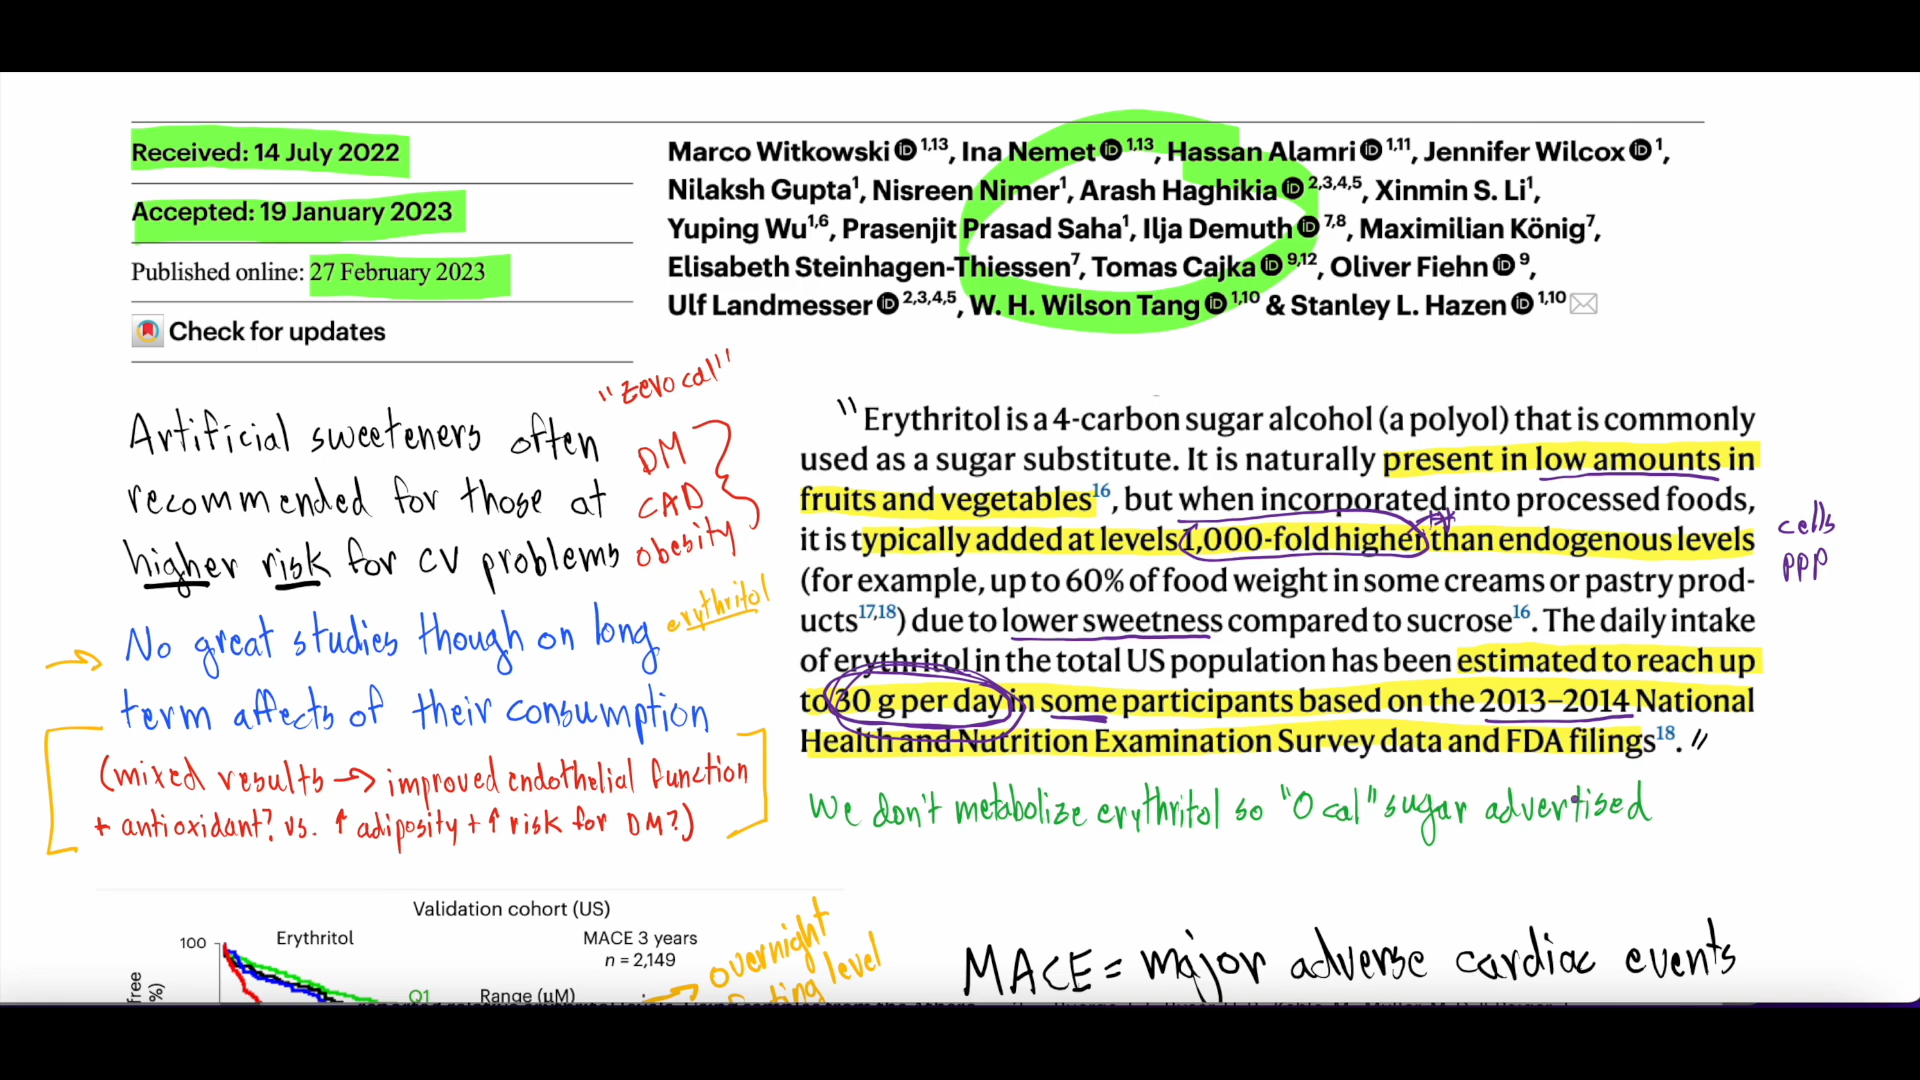 Received: 14 July 2022
Accepted: 19 January 2023
Published online: 27 February 2023
Check for updates
Marco Witkowski 1,13, Ina Nemet 1,13, Hassan Alamri 1,11, Jennifer Wilcox 1,
Nilaksh Gupta1, Nisreen Nimer1, Arash Haghikia 2,3,4,5, Xinmin S. Li1,
Yuping Wu1,6, Prasenjit Prasad Saha1, Ilja Demuth 7,8, Maximilian König7,
Elisabeth Steinhagen-Thiessen7, Tomas Cajka 9,12, Oliver Fiehn 9,
Ulf Landmesser 2,3,4,5, W. H. Wilson Tang 1,10 & Stanley L. Hazen 1,10
"zero cal"
Artificial sweeteners often
recommended for those at
higher risk for CV problems
DM
CAD
obesity
No great studies though on long
erythritol
term affects of their consumption
(mixed results → improved endothelial function
+ antioxidant? vs. ↑ adiposity + ↑ risk for DM?)
"Erythritol is a 4-carbon sugar alcohol (a polyol) that is commonly
used as a sugar substitute. It is naturally present in low amounts in
fruits and vegetables16, but when incorporated into processed foods,
it is typically added at levels 1,000-fold higher than endogenous levels
(for example, up to 60% of food weight in some creams or pastry prod-
ucts17,18) due to lower sweetness compared to sucrose16. The daily intake
of erythritol in the total US population has been estimated to reach up
to 30 g per day in some participants based on the 2013–2014 National
Health and Nutrition Examination Survey data and FDA filings18."
cells
PPP
We don't metabolize erythritol so "0 cal" sugar advertised
Validation cohort (US)
Erythritol
MACE 3 years
n = 2,149
100
free
%)
Q1
Range (μM)
→ overnight
level
MACE = major adverse cardiac events